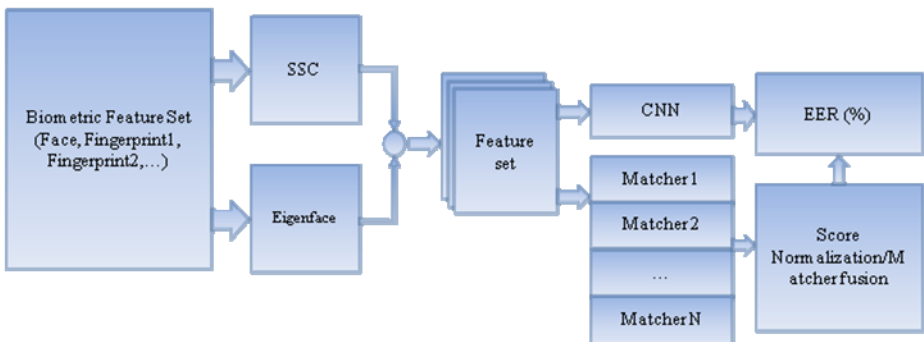 Biometric Feature Set
(Face, Fingerprint1,
Fingerprint2,...)
SSC
Eigenface
Feature
set
CNN
EER (%)
Matcher1
Matcher2
...
MatcherN
Score
Normalization/M
atcherfusion